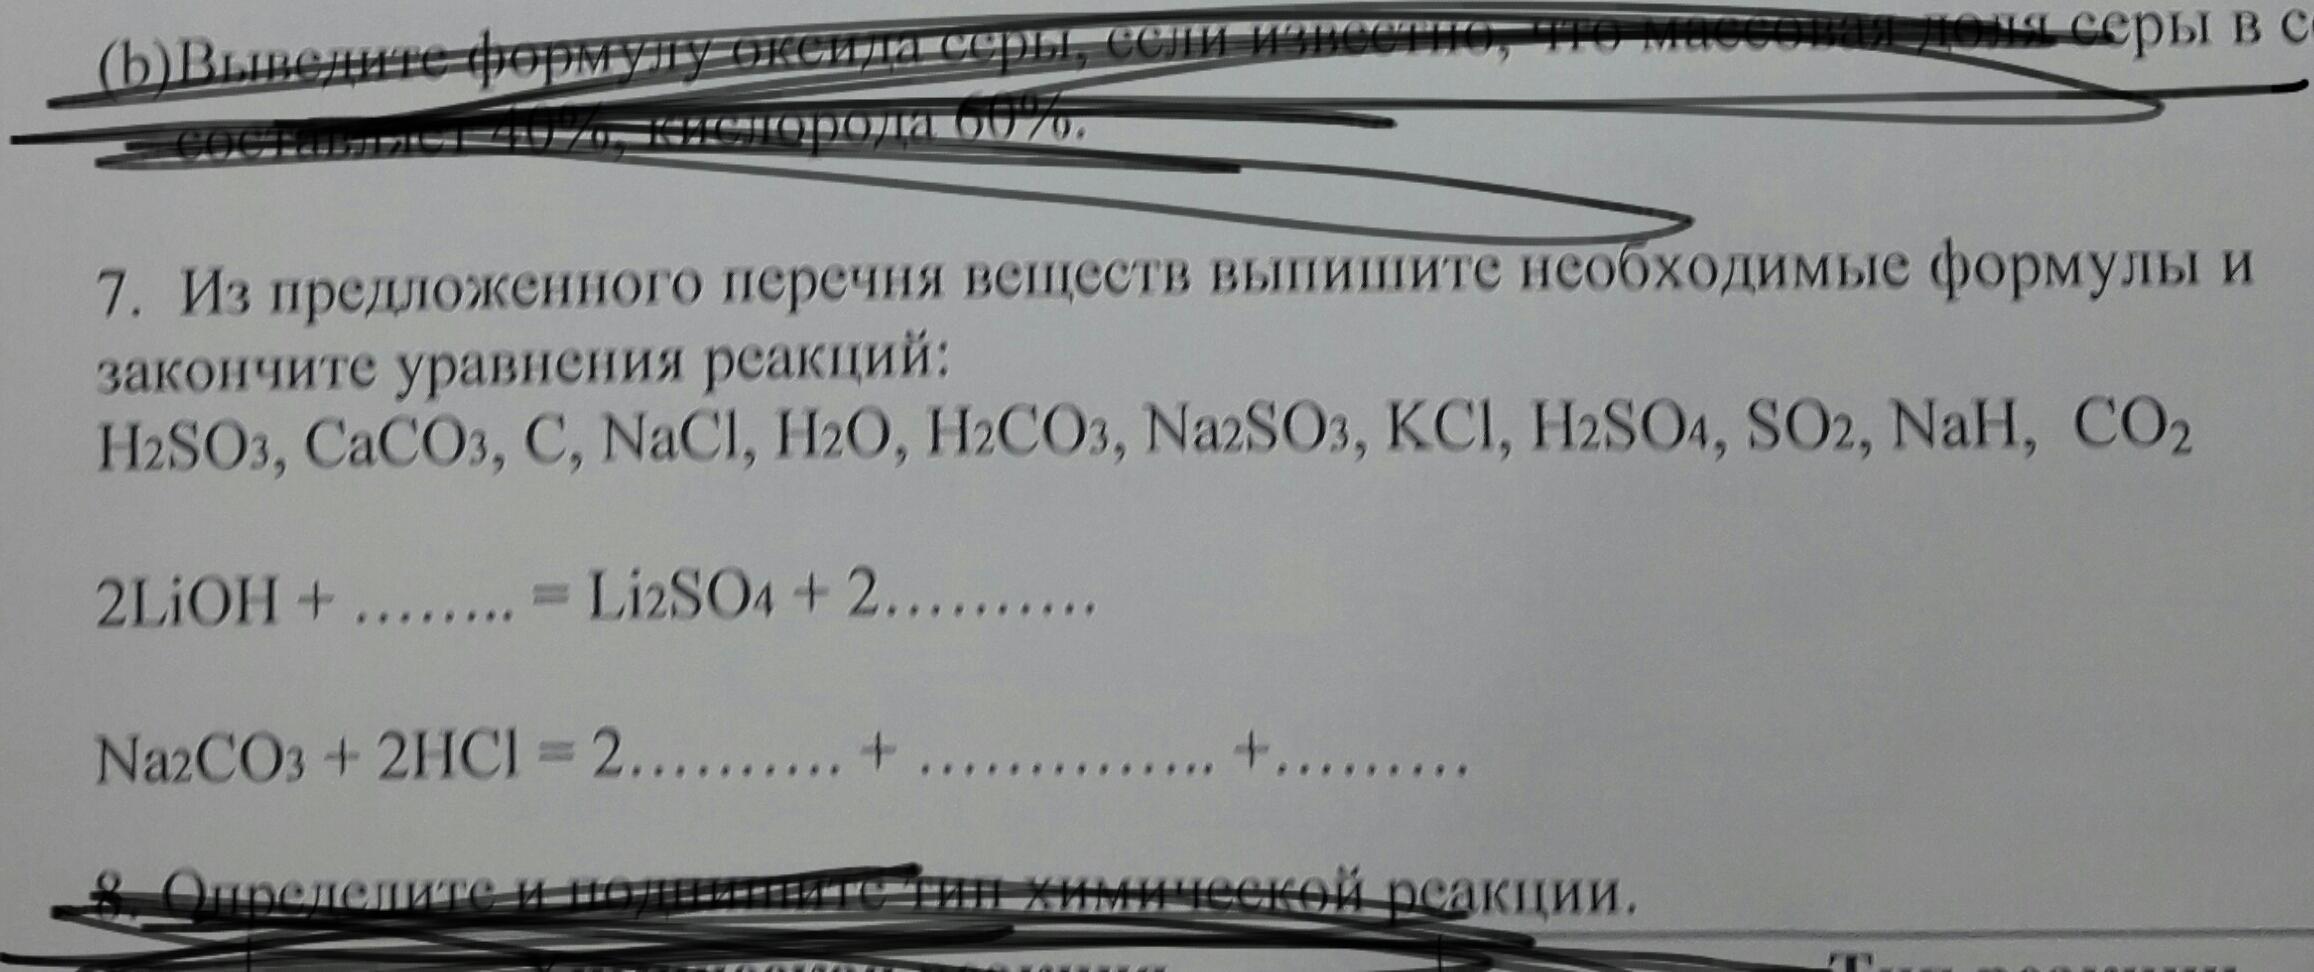 (b)Выведите формулу оксида серы, если известно, что массовая доля серы в с
составляет 40%, кислорода 60%.
7. Из предложенного перечня веществ выпишите необходимые формулы и
закончите уравнения реакций:
H2SO3, CaCO3, C, NaCl, H2O, H2CO3, Na2SO3, KCl, H2SO4, SO2, NaH, CO2
2LiOH + ........ = Li2SO4 + 2..........
Na2CO3 + 2HCl = 2.......... + .............. +.........
8. Определите и подпишите тип химической реакции.